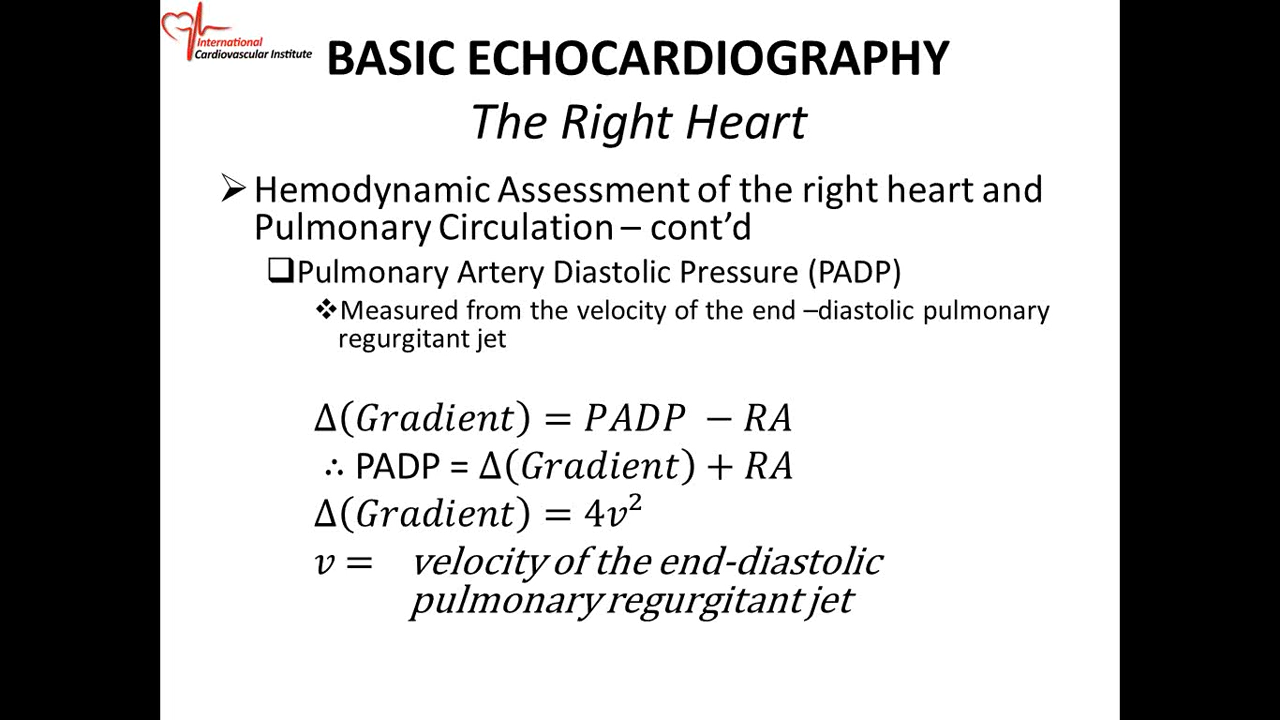 International
Cardiovascular Institute
BASIC ECHOCARDIOGRAPHY
The Right Heart
➢ Hemodynamic Assessment of the right heart and
Pulmonary Circulation – cont’d
❑Pulmonary Artery Diastolic Pressure (PADP)
❖Measured from the velocity of the end –diastolic pulmonary
regurgitant jet
Δ(Gradient) = PADP − RA
∴ PADP = Δ(Gradient) + RA
Δ(Gradient) = 4v²
v = velocity of the end-diastolic
pulmonary regurgitant jet